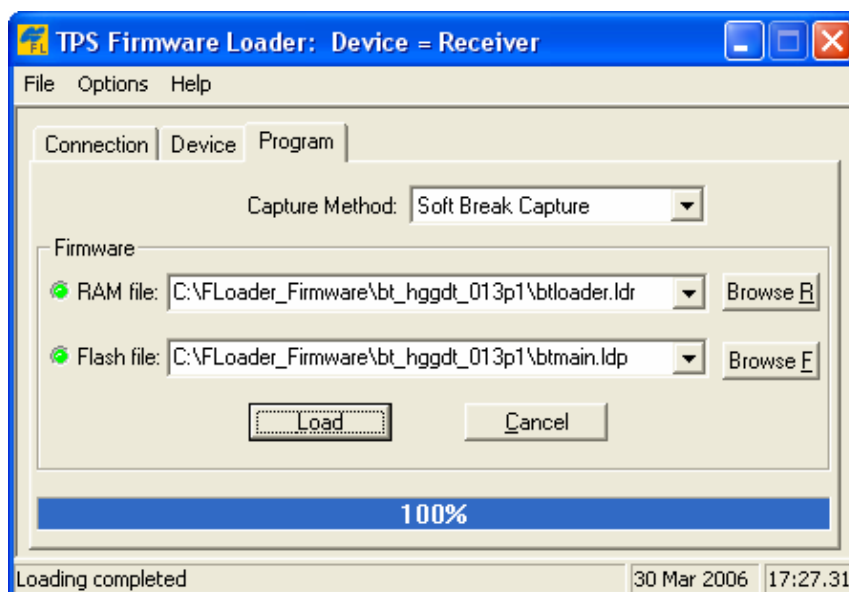 TPS Firmware Loader: Device = Receiver
File Options Help
Connection Device Program
Capture Method: Soft Break Capture
Firmware
RAM file: C:\FLoader_Firmware\bt_hggdt_013p1\btloader.ldr Browse R
Flash file: C:\FLoader_Firmware\bt_hggdt_013p1\btmain.ldp Browse F
Load Cancel
100%
Loading completed 30 Mar 2006 17:27.31